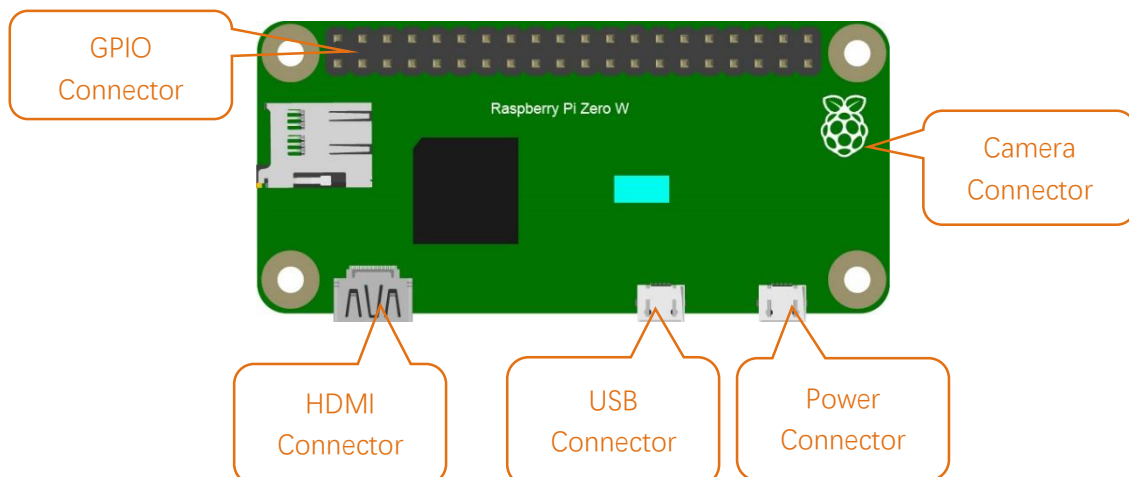 GPIO
Connector
Raspberry Pi Zero W
Camera
Connector
HDMI
Connector
USB
Connector
Power
Connector